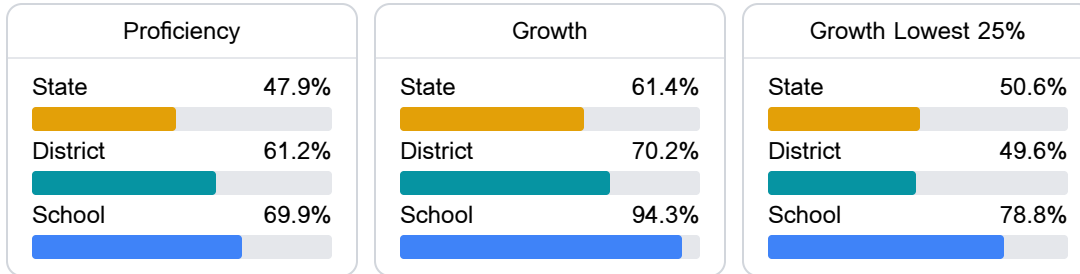 Proficiency
State 47.9%
District 61.2%
School 69.9%
Growth
State 61.4%
District 70.2%
School 94.3%
Growth Lowest 25%
State 50.6%
District 49.6%
School 78.8%